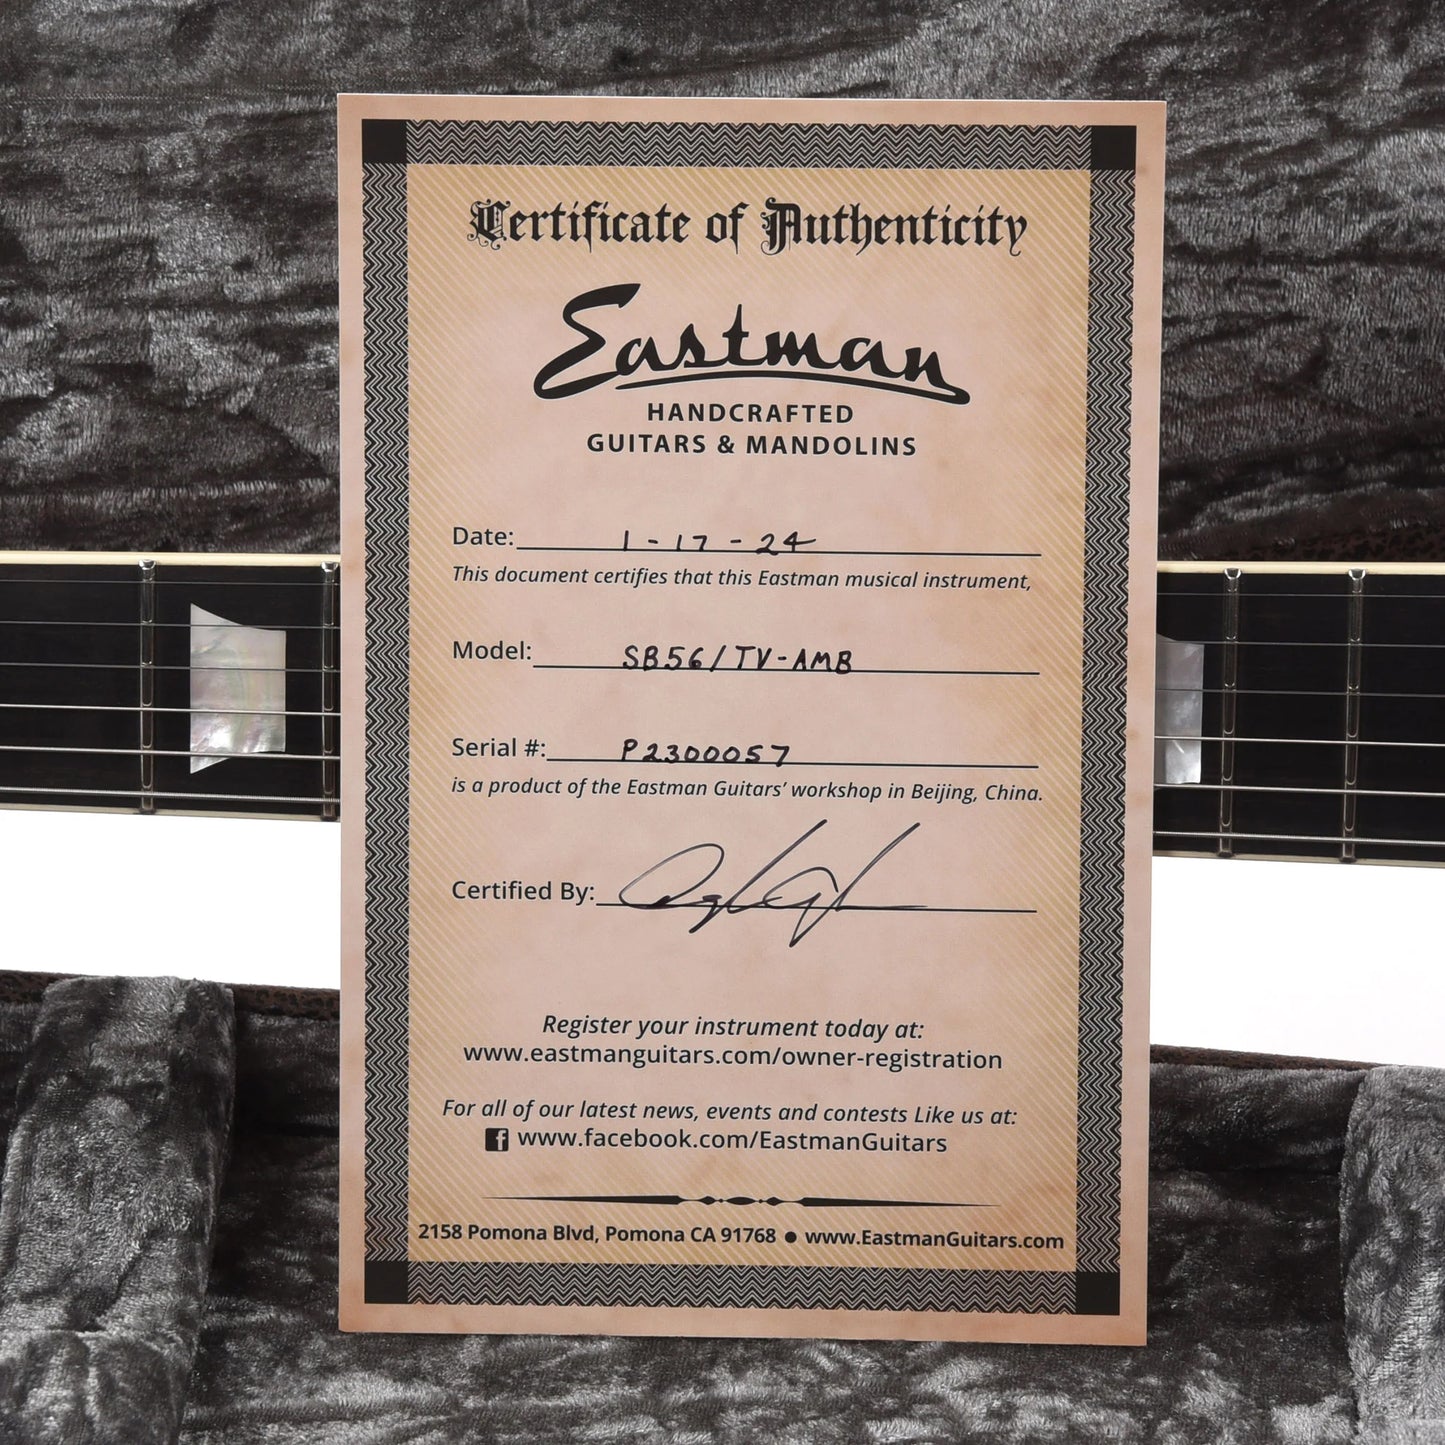 Certificate of Authenticity
Eastman
HANDCRAFTED
GUITARS & MANDOLINS
Date: 1-17-24
This document certifies that this Eastman musical instrument,
Model: SB56/TV-AMB
Serial #: P2300057
is a product of the Eastman Guitars' workshop in Beijing, China.
Certified By:
Register your instrument today at:
www.eastmanguitars.com/owner-registration
For all of our latest news, events and contests Like us at:
f www.facebook.com/EastmanGuitars
2158 Pomona Blvd, Pomona CA 91768 ● www.EastmanGuitars.com